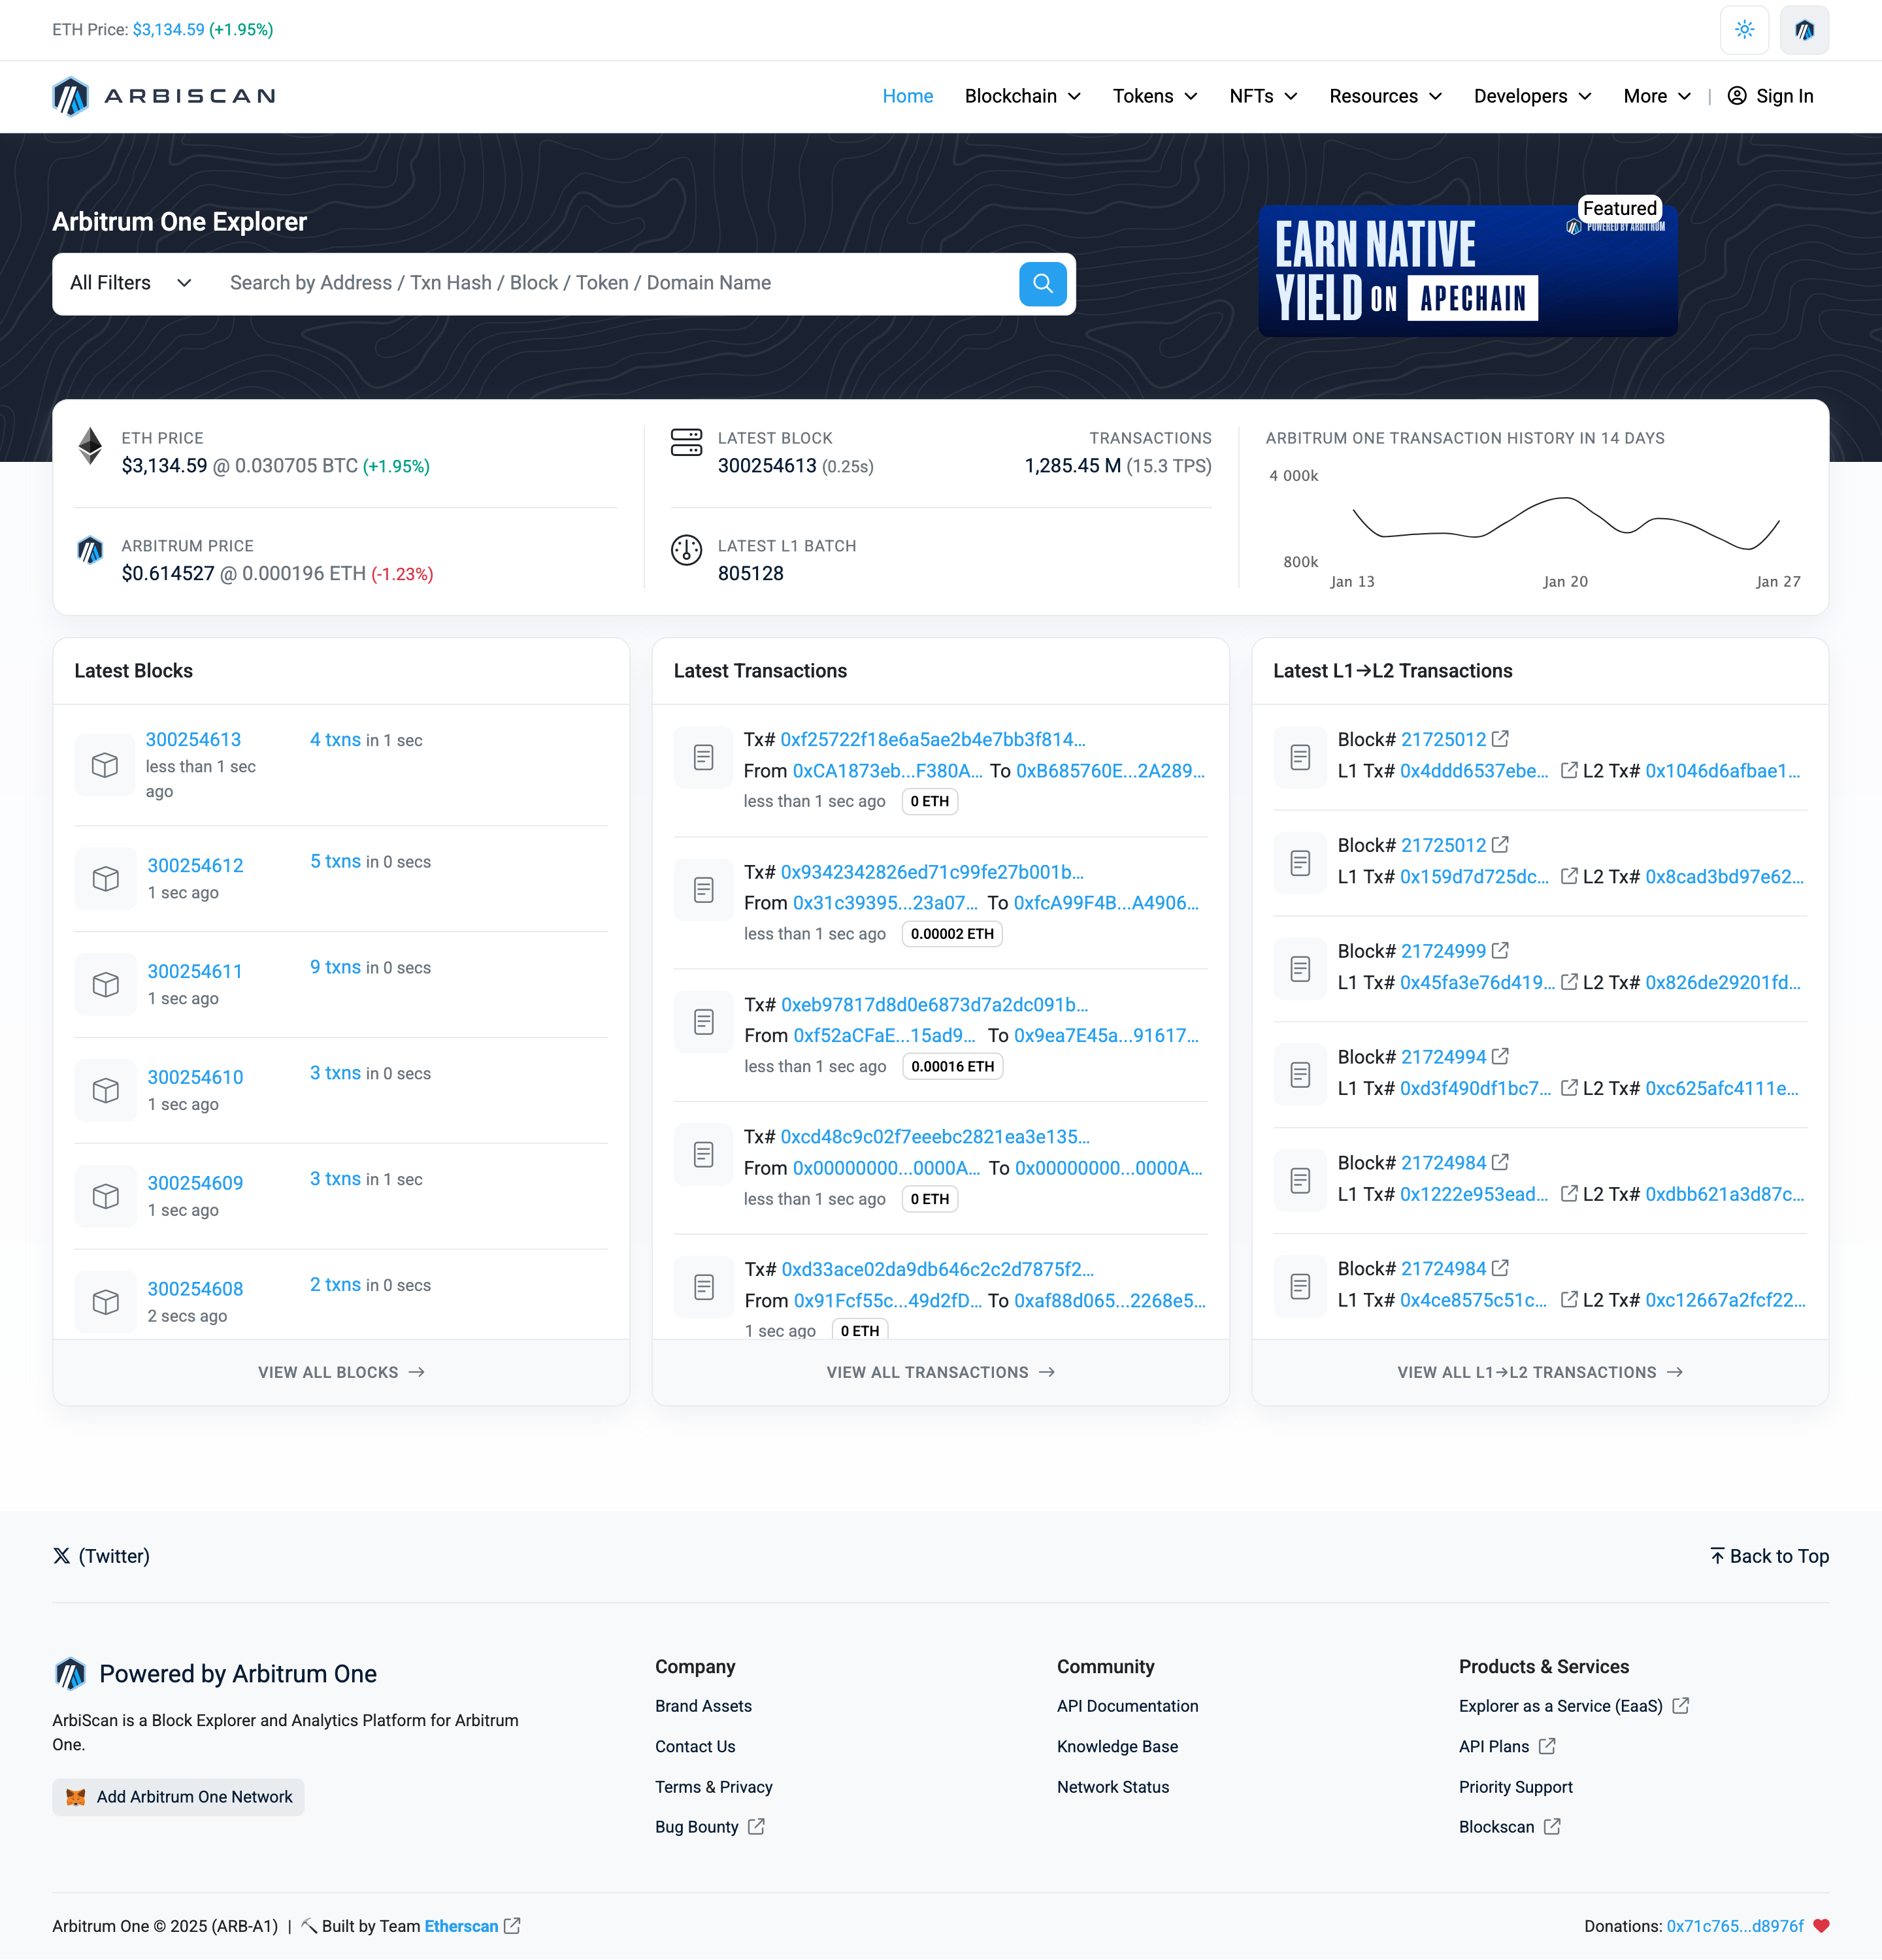 ETH Price: $3,134.59 (+1.95%)
ARBISCAN
Home Blockchain Tokens NFTs Resources Developers More | Sign In
Arbitrum One Explorer
All Filters Search by Address / Txn Hash / Block / Token / Domain Name
Featured
POWERED BY ARBITRUM
EARN NATIVE
YIELD ON APECHAIN
ETH PRICE
$3,134.59 @ 0.030705 BTC (+1.95%)
ARBITRUM PRICE
$0.614527 @ 0.000196 ETH (-1.23%)
LATEST BLOCK
300254613 (0.25s)
TRANSACTIONS
1,285.45 M (15.3 TPS)
LATEST L1 BATCH
805128
ARBITRUM ONE TRANSACTION HISTORY IN 14 DAYS
4 000k
800k
Jan 13 Jan 20 Jan 27
Latest Blocks
300254613 4 txns in 1 sec
less than 1 sec
ago
300254612 5 txns in 0 secs
1 sec ago
300254611 9 txns in 0 secs
1 sec ago
300254610 3 txns in 0 secs
1 sec ago
300254609 3 txns in 1 sec
1 sec ago
300254608 2 txns in 0 secs
2 secs ago
VIEW ALL BLOCKS →
Latest Transactions
Tx# 0xf25722f18e6a5ae2b4e7bb3f814...
From 0xCA1873eb...F380A... To 0xB685760E...2A289...
less than 1 sec ago 0 ETH
Tx# 0x9342342826ed71c99fe27b001b...
From 0x31c39395...23a07... To 0xfcA99F4B...A4906...
less than 1 sec ago 0.00002 ETH
Tx# 0xeb97817d8d0e6873d7a2dc091b...
From 0xf52aCFaE...15ad9... To 0x9ea7E45a...91617...
less than 1 sec ago 0.00016 ETH
Tx# 0xcd48c9c02f7eeebc2821ea3e135...
From 0x00000000...0000A... To 0x00000000...0000A...
less than 1 sec ago 0 ETH
Tx# 0xd33ace02da9db646c2c2d7875f2...
From 0x91Fcf55c...49d2fD... To 0xaf88d065...2268e5...
1 sec ago 0 ETH
VIEW ALL TRANSACTIONS →
Latest L1→L2 Transactions
Block# 21725012
L1 Tx# 0x4ddd6537ebe... L2 Tx# 0x1046d6afbae1...
Block# 21725012
L1 Tx# 0x159d7d725dc... L2 Tx# 0x8cad3bd97e62...
Block# 21724999
L1 Tx# 0x45fa3e76d419... L2 Tx# 0x826de29201fd...
Block# 21724994
L1 Tx# 0xd3f490df1bc7... L2 Tx# 0xc625afc4111e...
Block# 21724984
L1 Tx# 0x1222e953ead... L2 Tx# 0xdbb621a3d87c...
Block# 21724984
L1 Tx# 0x4ce8575c51c... L2 Tx# 0xc12667a2fcf22...
VIEW ALL L1→L2 TRANSACTIONS →
X (Twitter)
Back to Top
Powered by Arbitrum One
ArbiScan is a Block Explorer and Analytics Platform for Arbitrum
One.
Add Arbitrum One Network
Company
Brand Assets
Contact Us
Terms & Privacy
Bug Bounty
Community
API Documentation
Knowledge Base
Network Status
Products & Services
Explorer as a Service (EaaS)
API Plans
Priority Support
Blockscan
Arbitrum One © 2025 (ARB-A1) | Built by Team Etherscan
Donations: 0x71c765...d8976f